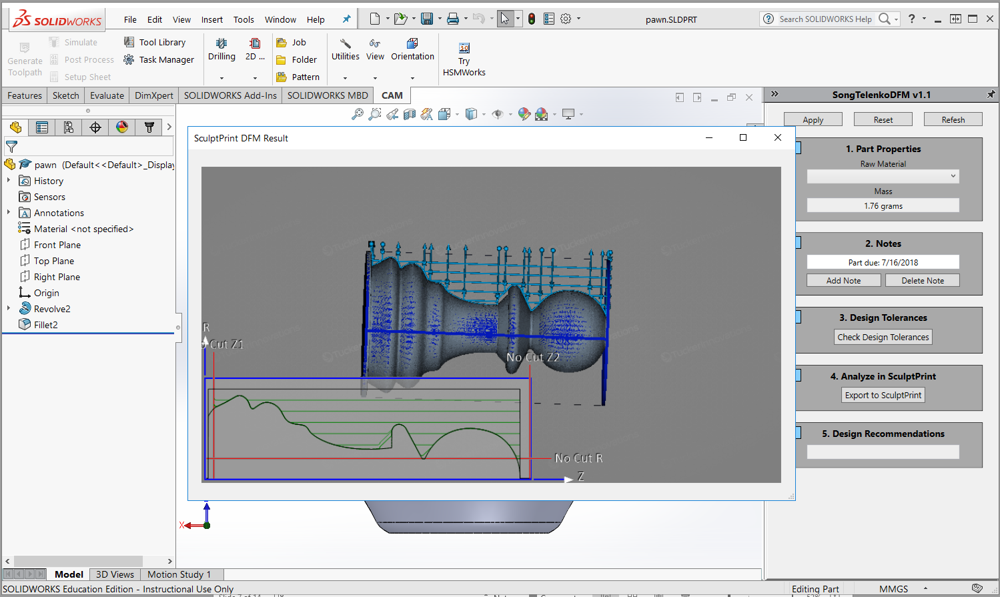 SOLIDWORKS File Edit View Insert Tools Window Help pawn.SLDPRT Search SOLIDWORKS Help ?
Generate Toolpath
Simulate
Post Process
Setup Sheet
Tool Library
Task Manager
Drilling
2D ...
Job
Folder
Pattern
Utilities
View
Orientation
Try
HSMWorks
Features Sketch Evaluate DimXpert SOLIDWORKS Add-Ins SOLIDWORKS MBD CAM
pawn (Default<<Default>_Display
History
Sensors
Annotations
Material <not specified>
Front Plane
Top Plane
Right Plane
Origin
Revolve2
Fillet2
SculptPrint DFM Result
©TuckerInnovations
R
Cut Z1
No Cut Z2
No Cut R
Z
X
SongTelenkoDFM v1.1
Apply Reset Refesh
1. Part Properties
Raw Material
Mass
1.76 grams
2. Notes
Part due: 7/16/2018
Add Note Delete Note
3. Design Tolerances
Check Design Tolerances
4. Analyze in SculptPrint
Export to SculptPrint
5. Design Recommendations
Model 3D Views Motion Study 1
SOLIDWORKS Education Edition - Instructional Use Only Editing Part MMGS